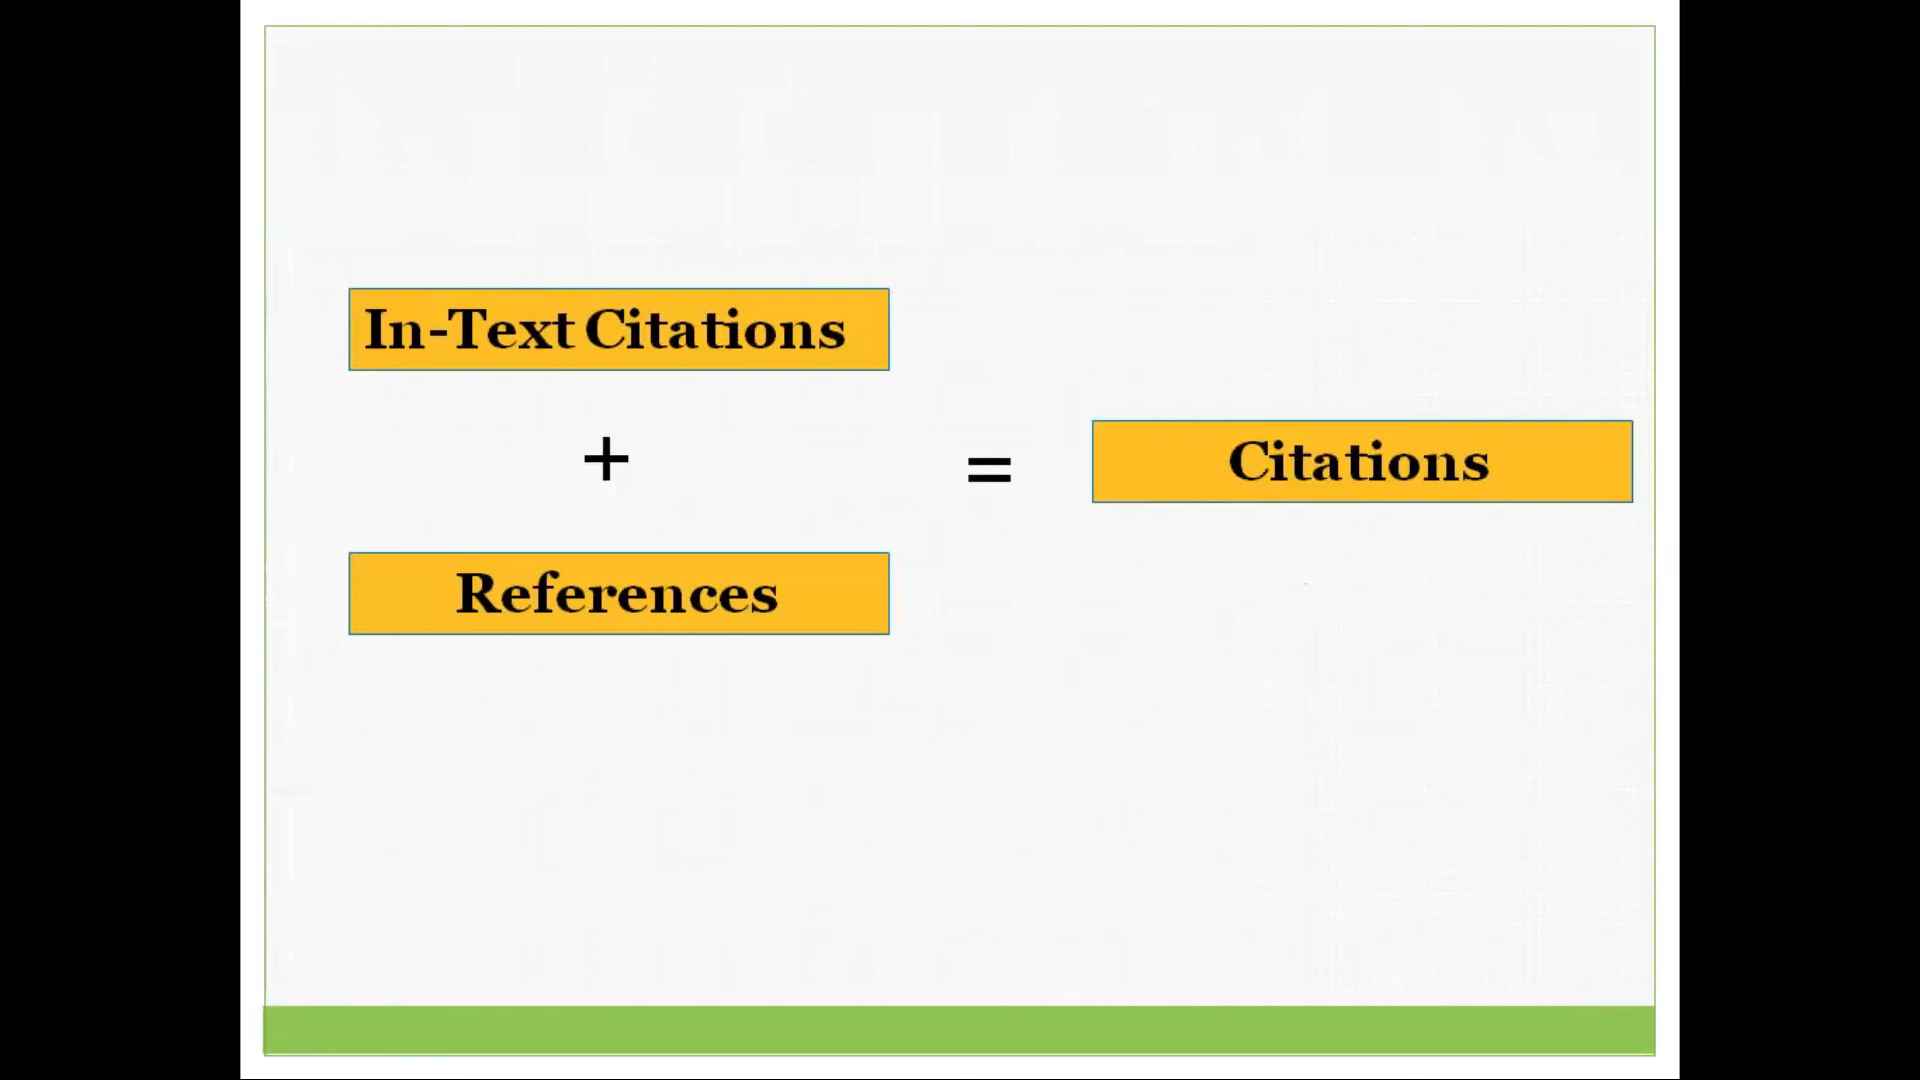 In-Text Citations
+
References
=
Citations